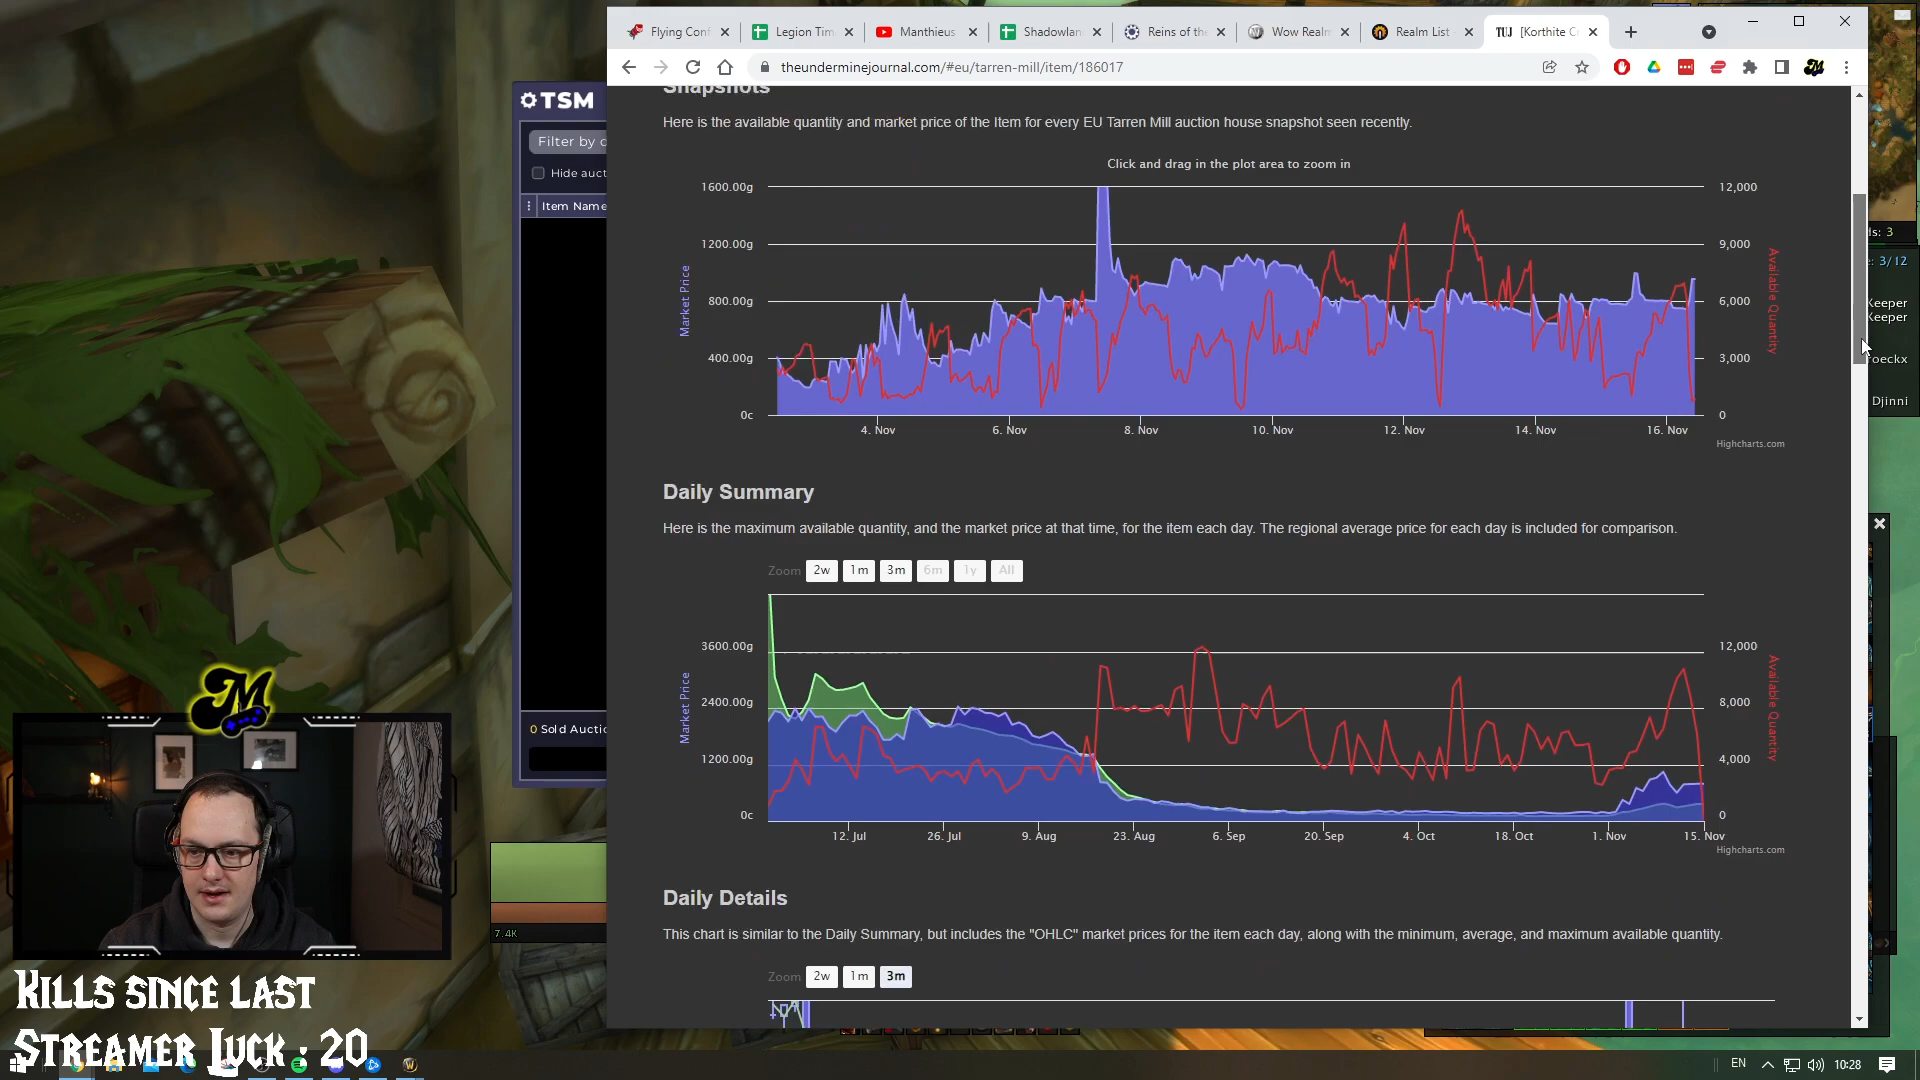 Flying Conf
Legion Tim
Manthieus
Shadowlan
Reins of the
Wow Realm
Realm List -
TUJ [Korthite C
theunderminejournal.com/#eu/tarren-mill/item/186017
TSM
Filter by
Hide auct
Item Name
0 Sold Auctio
7.4K
Snapshots
Here is the available quantity and market price of the Item for every EU Tarren Mill auction house snapshot seen recently.
Click and drag in the plot area to zoom in
1600.00g
1200.00g
800.00g
400.00g
0c
Market Price
12,000
9,000
6,000
3,000
0
Available Quantity
4. Nov
6. Nov
8. Nov
10. Nov
12. Nov
14. Nov
16. Nov
Highcharts.com
Daily Summary
Here is the maximum available quantity, and the market price at that time, for the item each day. The regional average price for each day is included for comparison.
Zoom 2w 1m 3m 6m 1y All
3600.00g
2400.00g
1200.00g
0c
Market Price
12,000
8,000
4,000
0
Available Quantity
12. Jul
26. Jul
9. Aug
23. Aug
6. Sep
20. Sep
4. Oct
18. Oct
1. Nov
15. Nov
Highcharts.com
Daily Details
This chart is similar to the Daily Summary, but includes the "OHLC" market prices for the item each day, along with the minimum, average, and maximum available quantity.
Zoom 2w 1m 3m
ls: 3
: 3/12
Keeper
Keeper
oeckx
Djinni
M
Kills since last
Streamer Luck : 20
EN
10:28